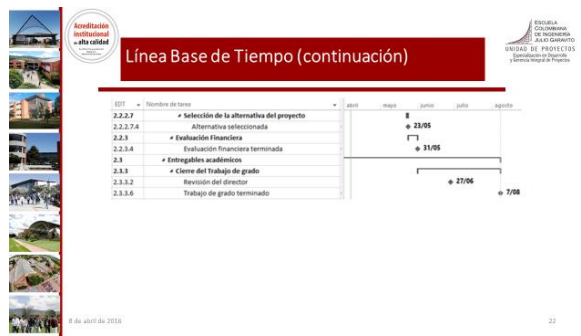 Acreditación
institucional
de alta calidad
ESCUELA
COLOMBIANA
DE INGENIERÍA
JULIO GARAVITO
UNIDAD DE PROYECTOS
Especialización en Desarrollo
y Gerencia Integral de Proyectos
Línea Base de Tiempo (continuación)
EDT Nombre de tarea abril mayo junio julio agosto
2.2.2.7 Selección de la alternativa del proyecto
2.2.2.7.4 Alternativa seleccionada 23/05
2.2.3 Evaluación Financiera
2.2.3.4 Evaluación financiera terminada 31/05
2.3 Entregables académicos
2.3.3 Cierre del Trabajo de grado
2.3.3.2 Revisión del director 27/06
2.3.3.6 Trabajo de grado terminado 7/08
8 de abril de 2016
22